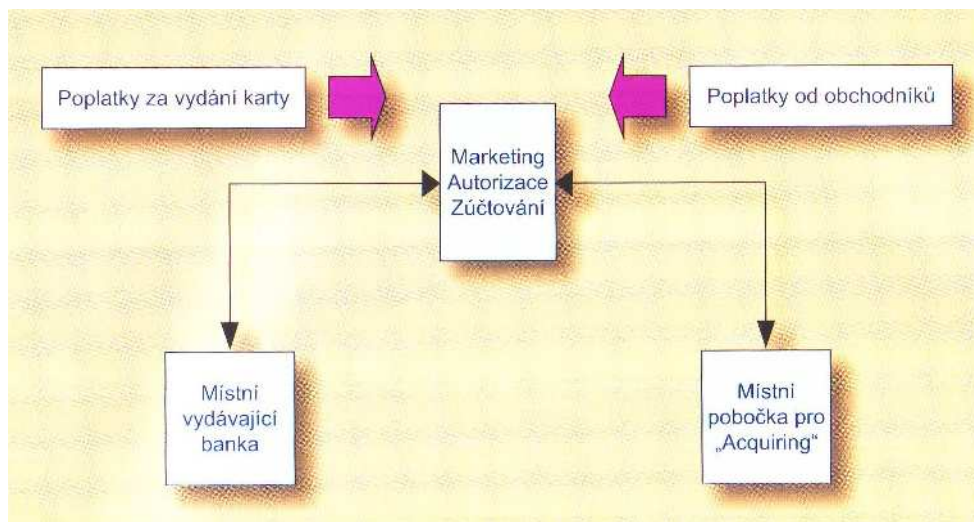 Poplatky za vydání karty
Poplatky od obchodníků
Marketing
Autorizace
Zúčtování
Místní
vydávající
banka
Místní
pobočka pro
„Acquiring“